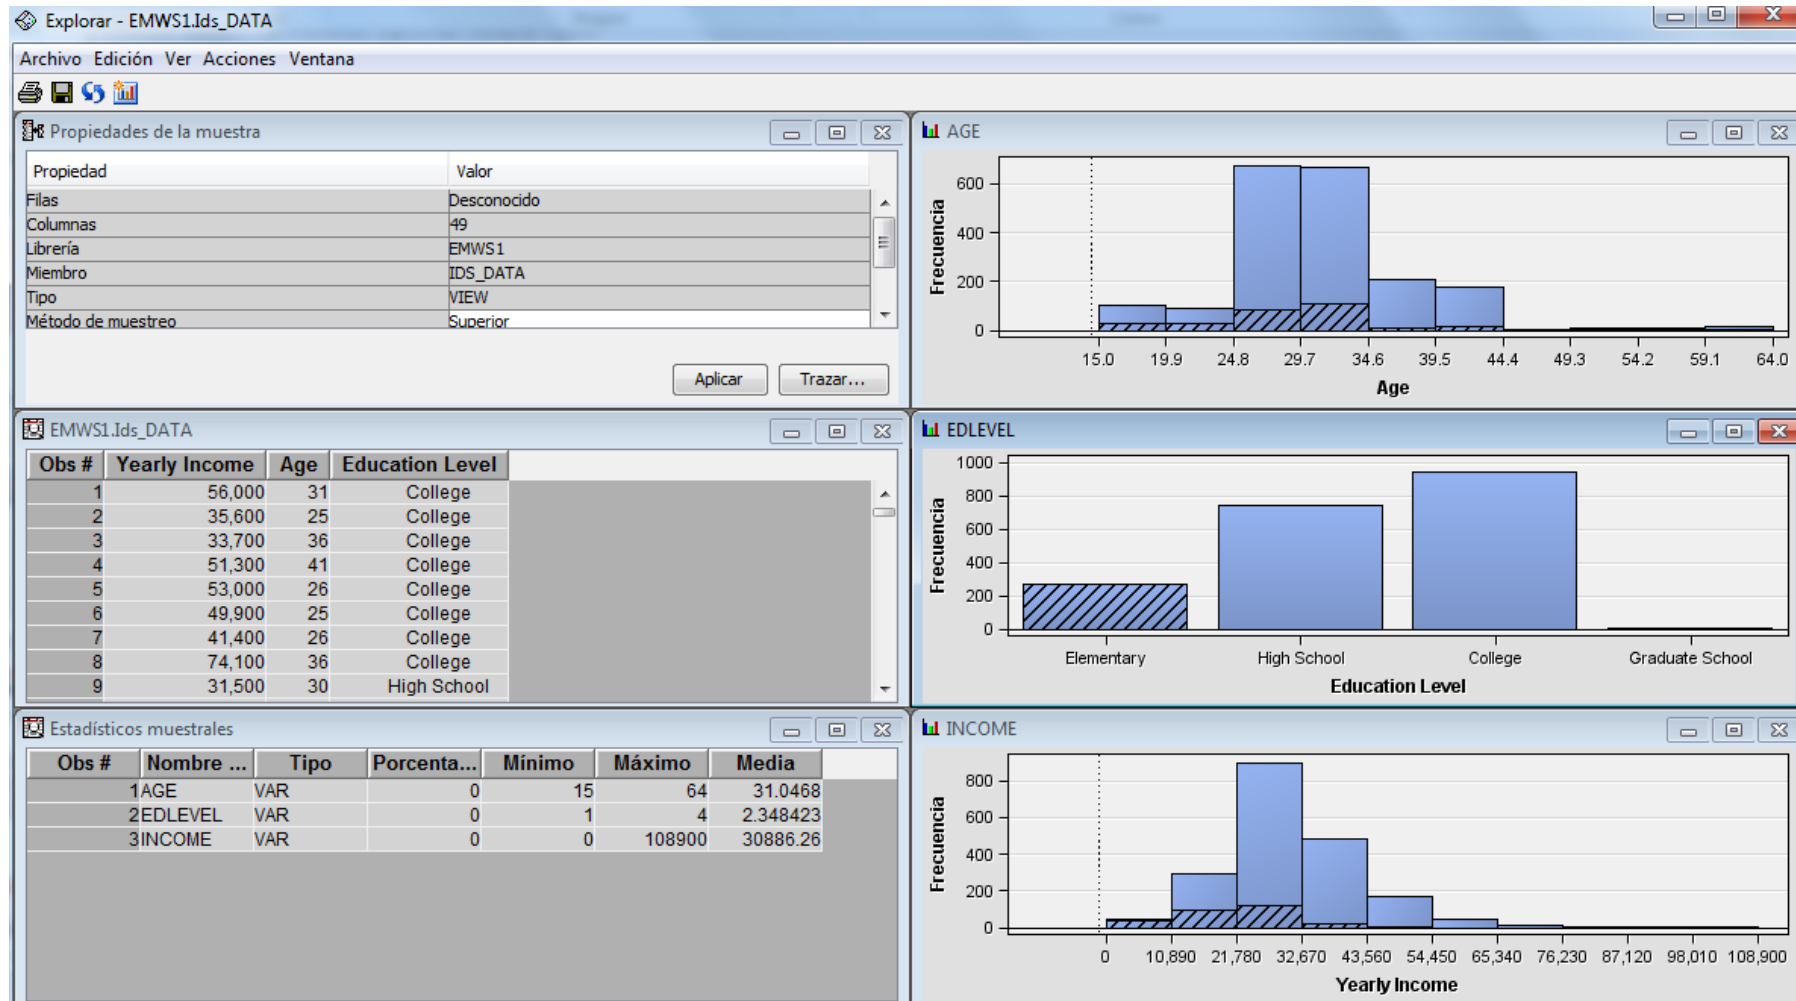 Explorar - EMWS1.Ids_DATA
Archivo Edición Ver Acciones Ventana
Propiedades de la muestra
Propiedad Valor
Filas Desconocido
Columnas 49
Librería EMWS1
Miembro IDS_DATA
Tipo VIEW
Método de muestreo Superior
Aplicar Trazar...
EMWS1.Ids_DATA
Obs # Yearly Income Age Education Level
1 56,000 31 College
2 35,600 25 College
3 33,700 36 College
4 51,300 41 College
5 53,000 26 College
6 49,900 25 College
7 41,400 26 College
8 74,100 36 College
9 31,500 30 High School
Estadísticos muestrales
Obs # Nombre ... Tipo Porcenta... Mínimo Máximo Media
1 AGE VAR 0 15 64 31.0468
2 EDLEVEL VAR 0 1 4 2.348423
3 INCOME VAR 0 0 108900 30886.26
AGE
Frecuencia
600
400
200
0
15.0 19.9 24.8 29.7 34.6 39.5 44.4 49.3 54.2 59.1 64.0
Age
EDLEVEL
Frecuencia
1000
800
600
400
200
0
Elementary High School College Graduate School
Education Level
INCOME
Frecuencia
800
600
400
200
0
0 10,890 21,780 32,670 43,560 54,450 65,340 76,230 87,120 98,010 108,900
Yearly Income